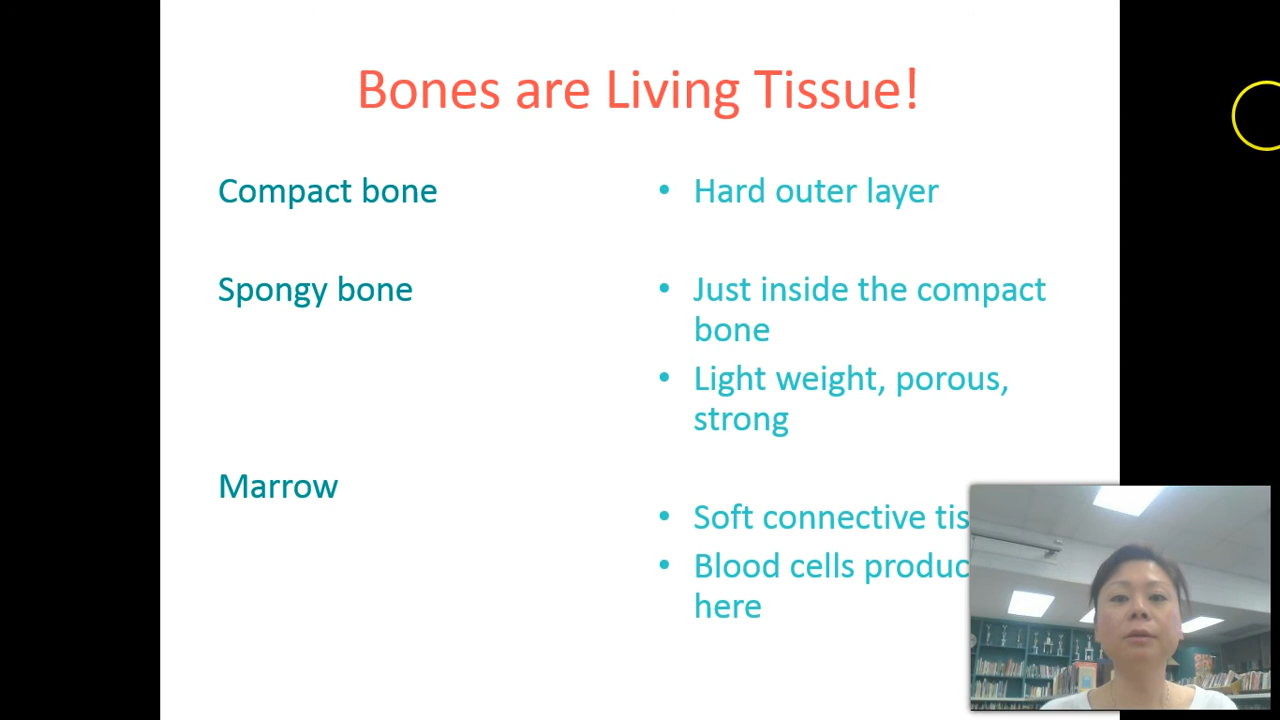 Bones are Living Tissue!
Compact bone
• Hard outer layer
Spongy bone
• Just inside the compact
bone
• Light weight, porous,
strong
Marrow
• Soft connective
• Blood cells
here